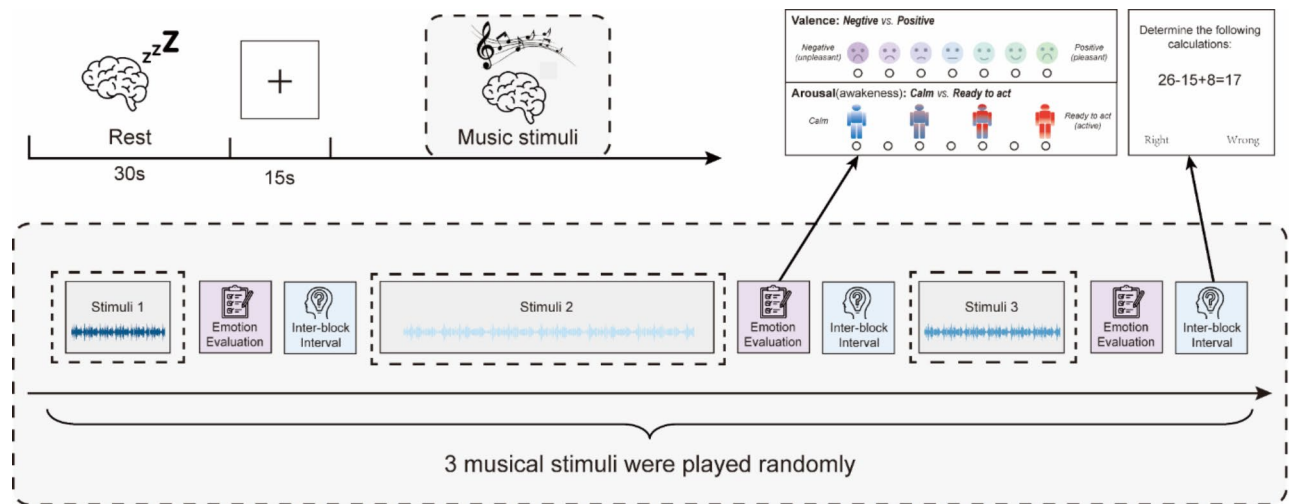 zzZ
Rest
30s
15s
Music stimuli
Valence: Negtive vs. Positive
Negative
(unpleasant)
Positive
(pleasant)
Arousal(awakeness): Calm vs. Ready to act
Calm
Ready to act
(active)
Determine the following
calculations:
26-15+8=17
Right
Wrong
Stimuli 1
Emotion
Evaluation
Inter-block
Interval
Stimuli 2
Emotion
Evaluation
Inter-block
Interval
Stimuli 3
Emotion
Evaluation
Inter-block
Interval
3 musical stimuli were played randomly